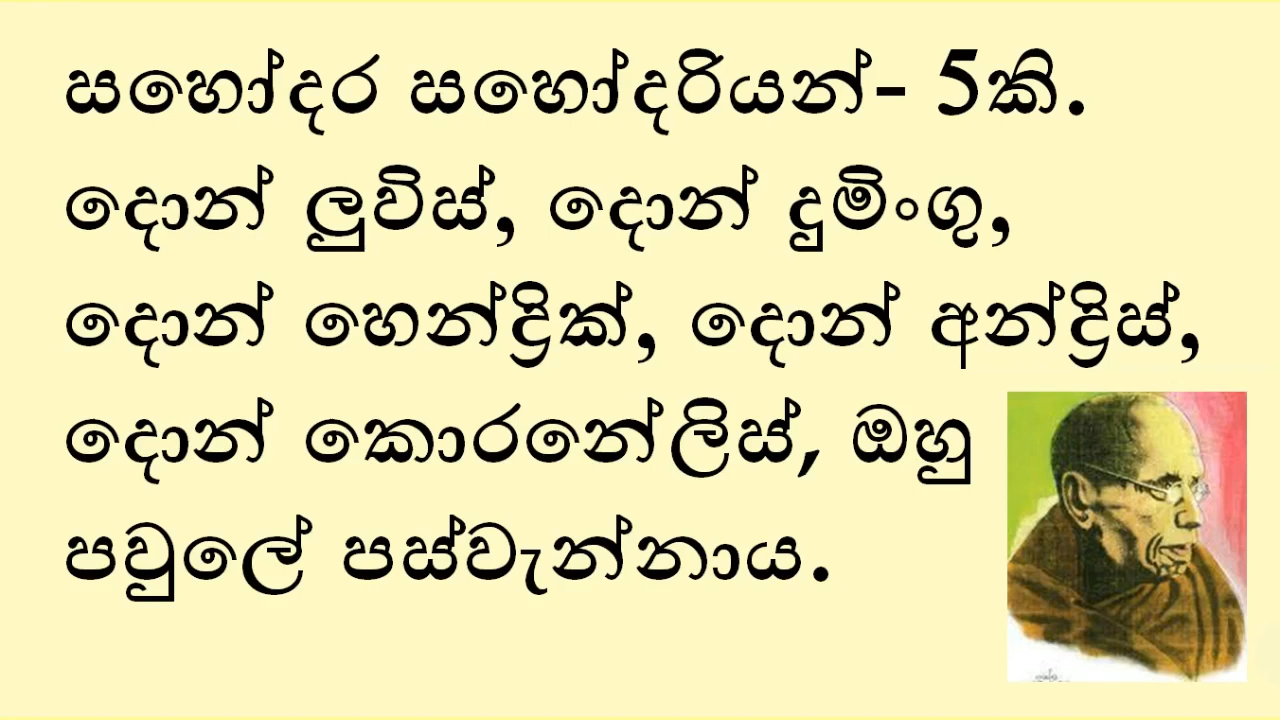 සහෝදර සහෝදරියන්- 5කි.
දොන් ලුවිස්, දොන් දුමිංගු,
දොන් හෙන්ද්‍රික්, දොන් අන්ද්‍රිස්,
දොන් කොරනේලිස්, ඔහු
පවුලේ පස්වැන්නාය.